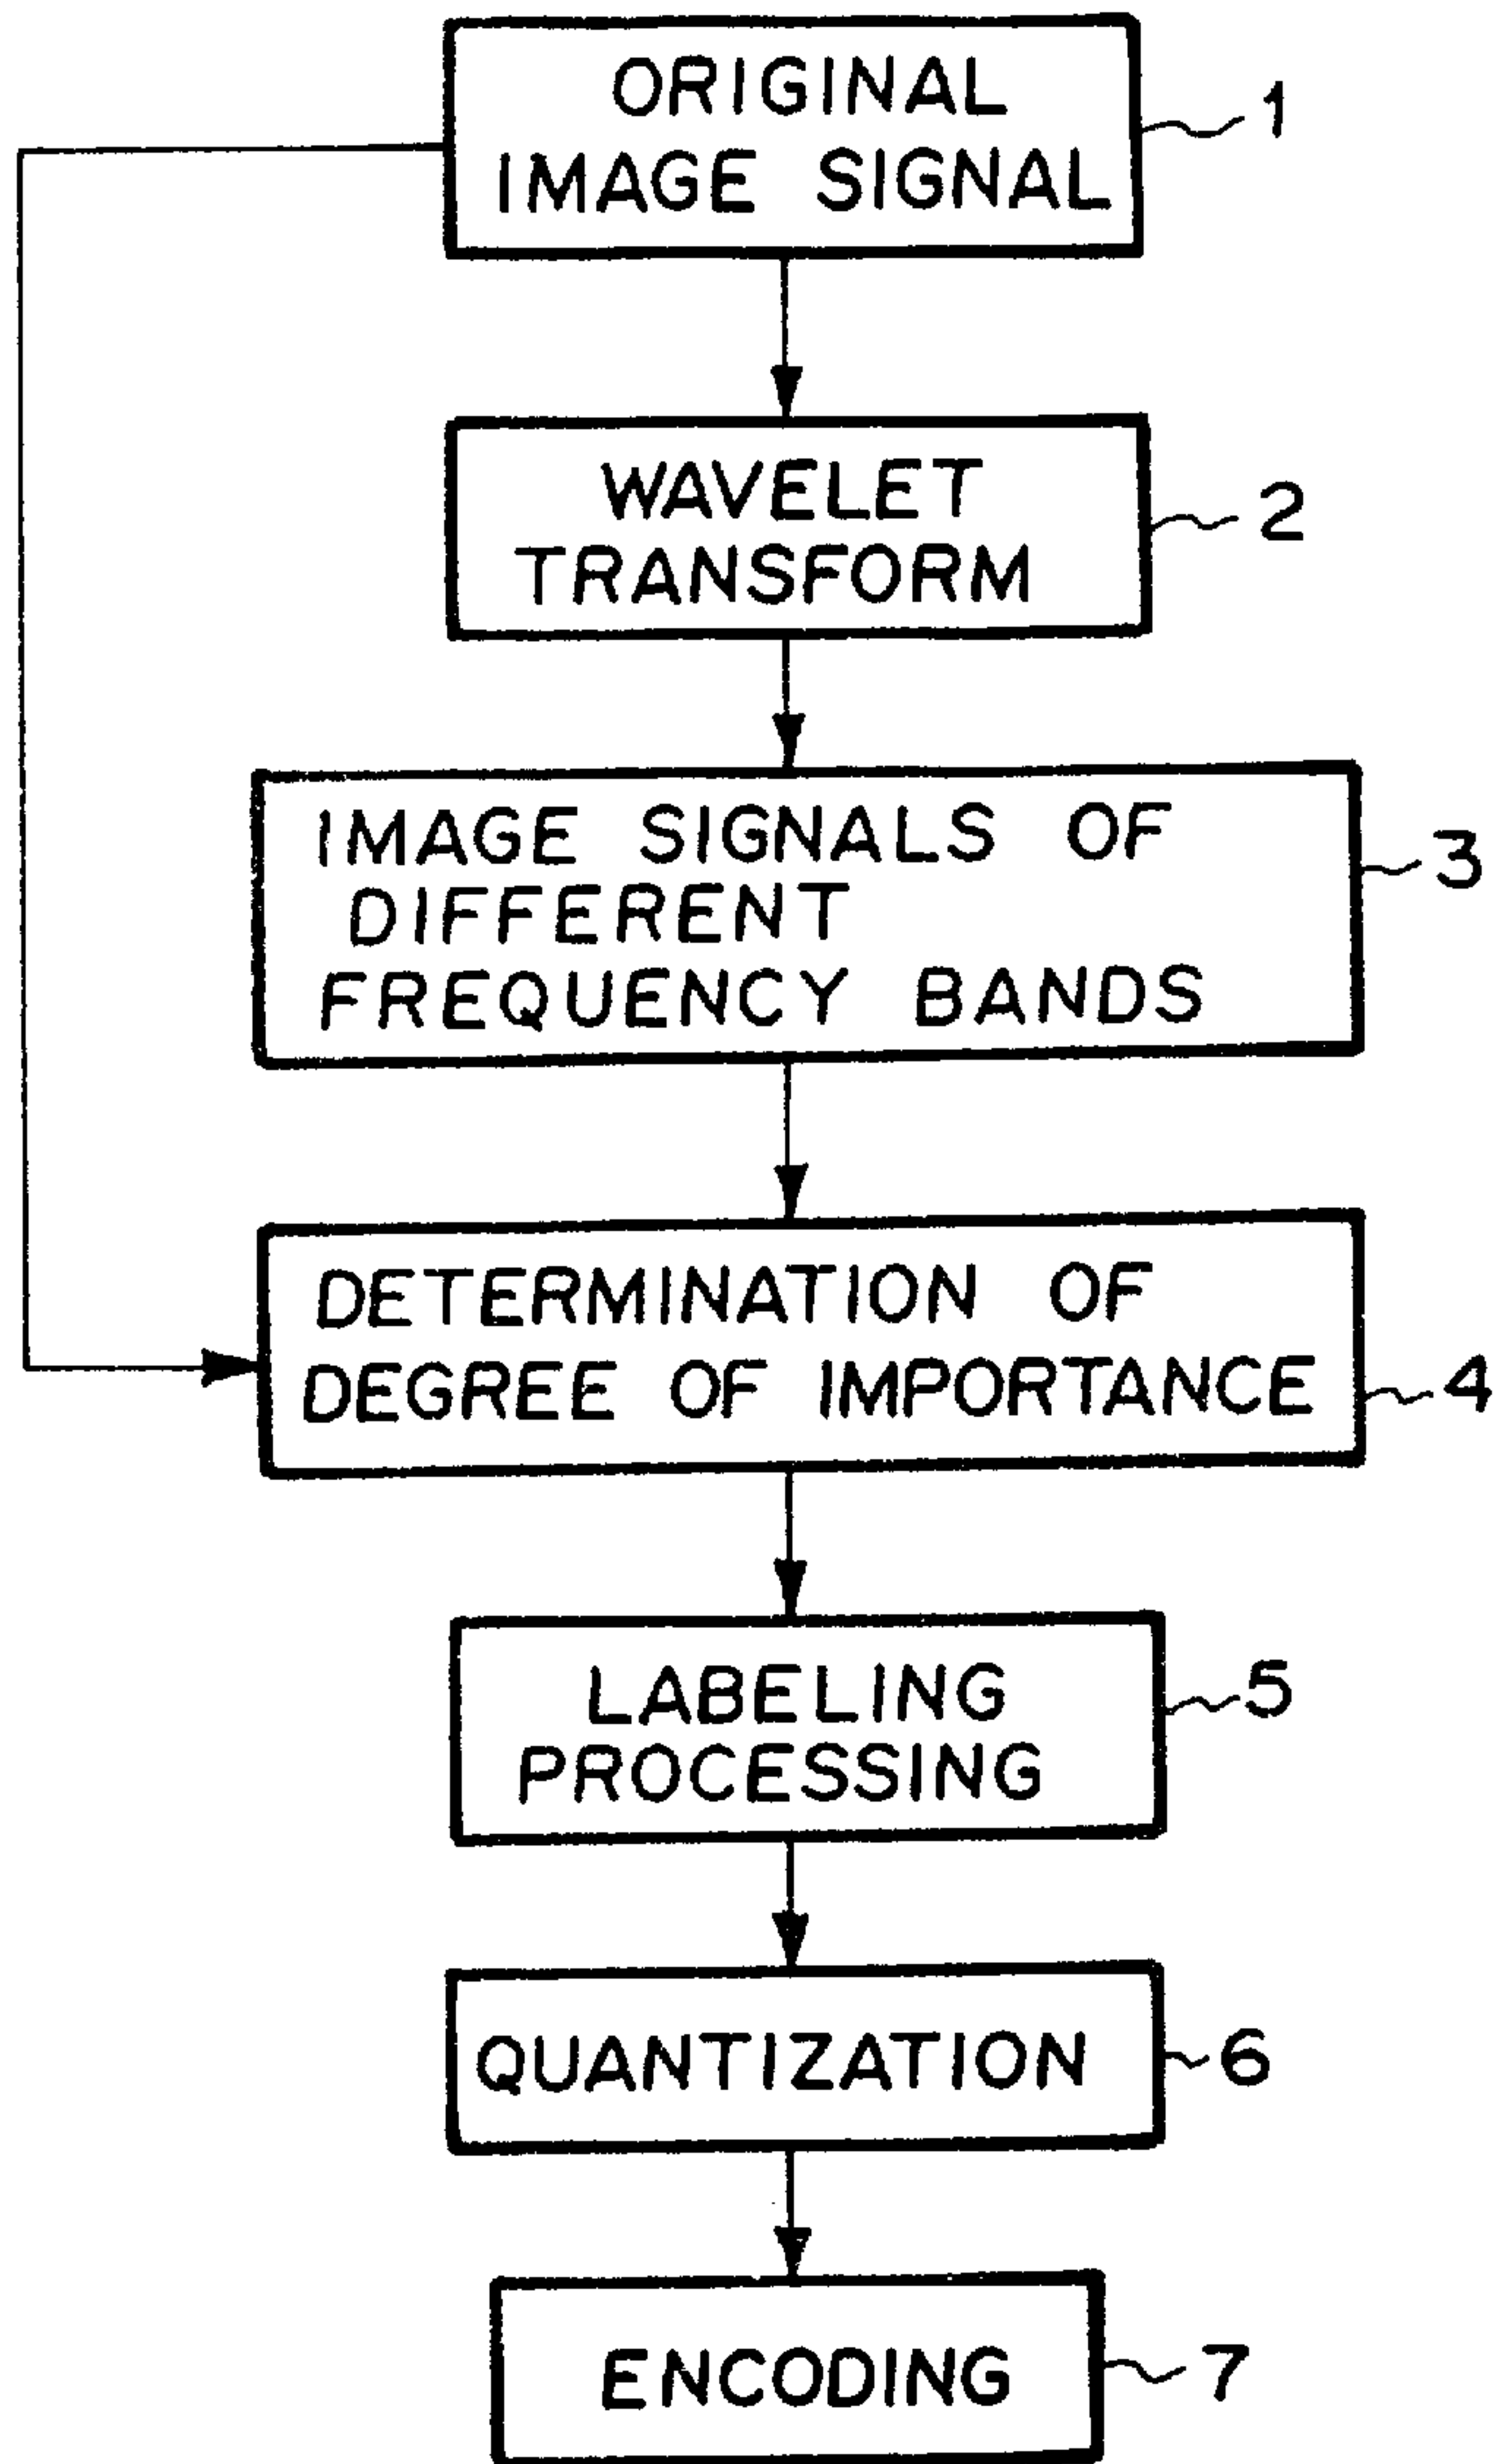 ORIGINAL
IMAGE SIGNAL
1
WAVELET
TRANSFORM
2
IMAGE SIGNALS OF
DIFFERENT
FREQUENCY BANDS
3
DETERMINATION OF
DEGREE OF IMPORTANCE
4
LABELING
PROCESSING
5
QUANTIZATION
6
ENCODING
7